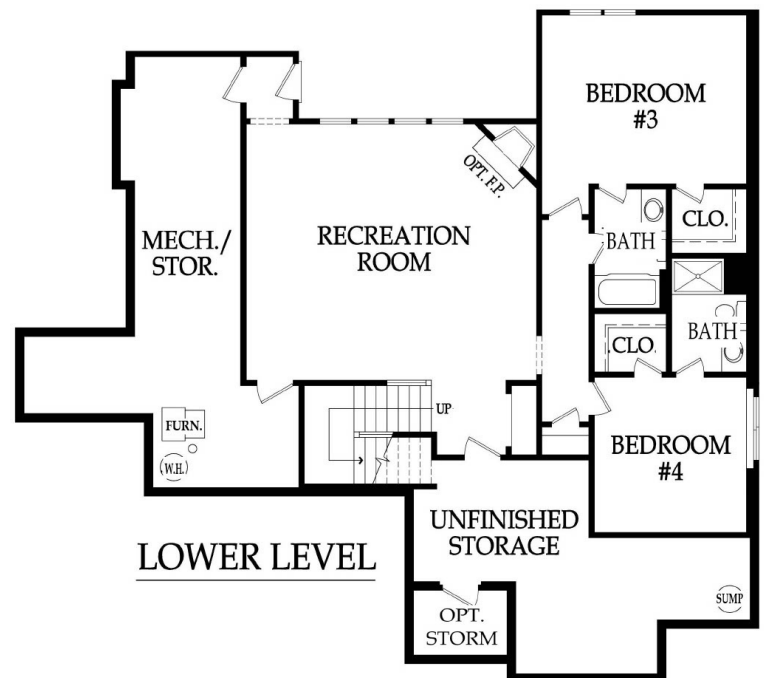 BEDROOM
#3
OPT. F.P.
CLO.
MECH./
STOR.
RECREATION
ROOM
BATH
BATH
CLO.
UP
FURN.
W.H.
BEDROOM
#4
UNFINISHED
STORAGE
LOWER LEVEL
SUMP
OPT.
STORM